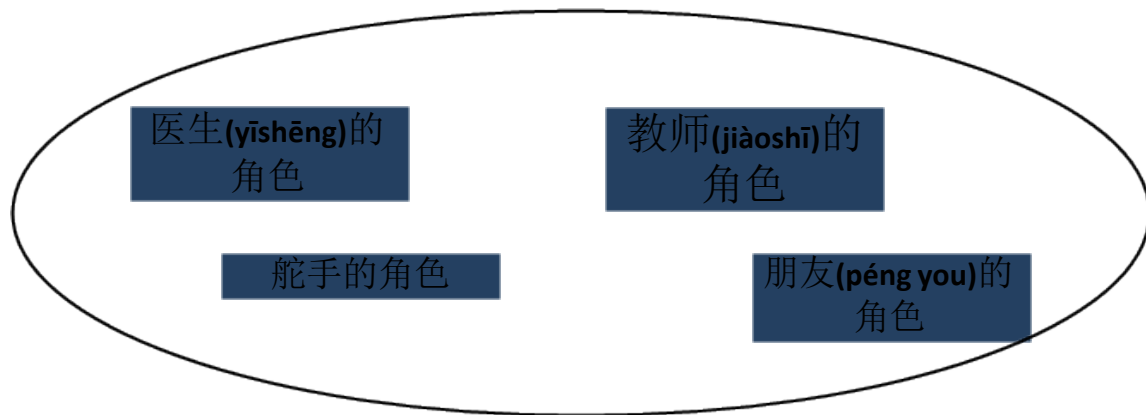 医生(yīshēng)的
角色
教师(jiàoshī)的
角色
舵手的角色
朋友(péng you)的
角色